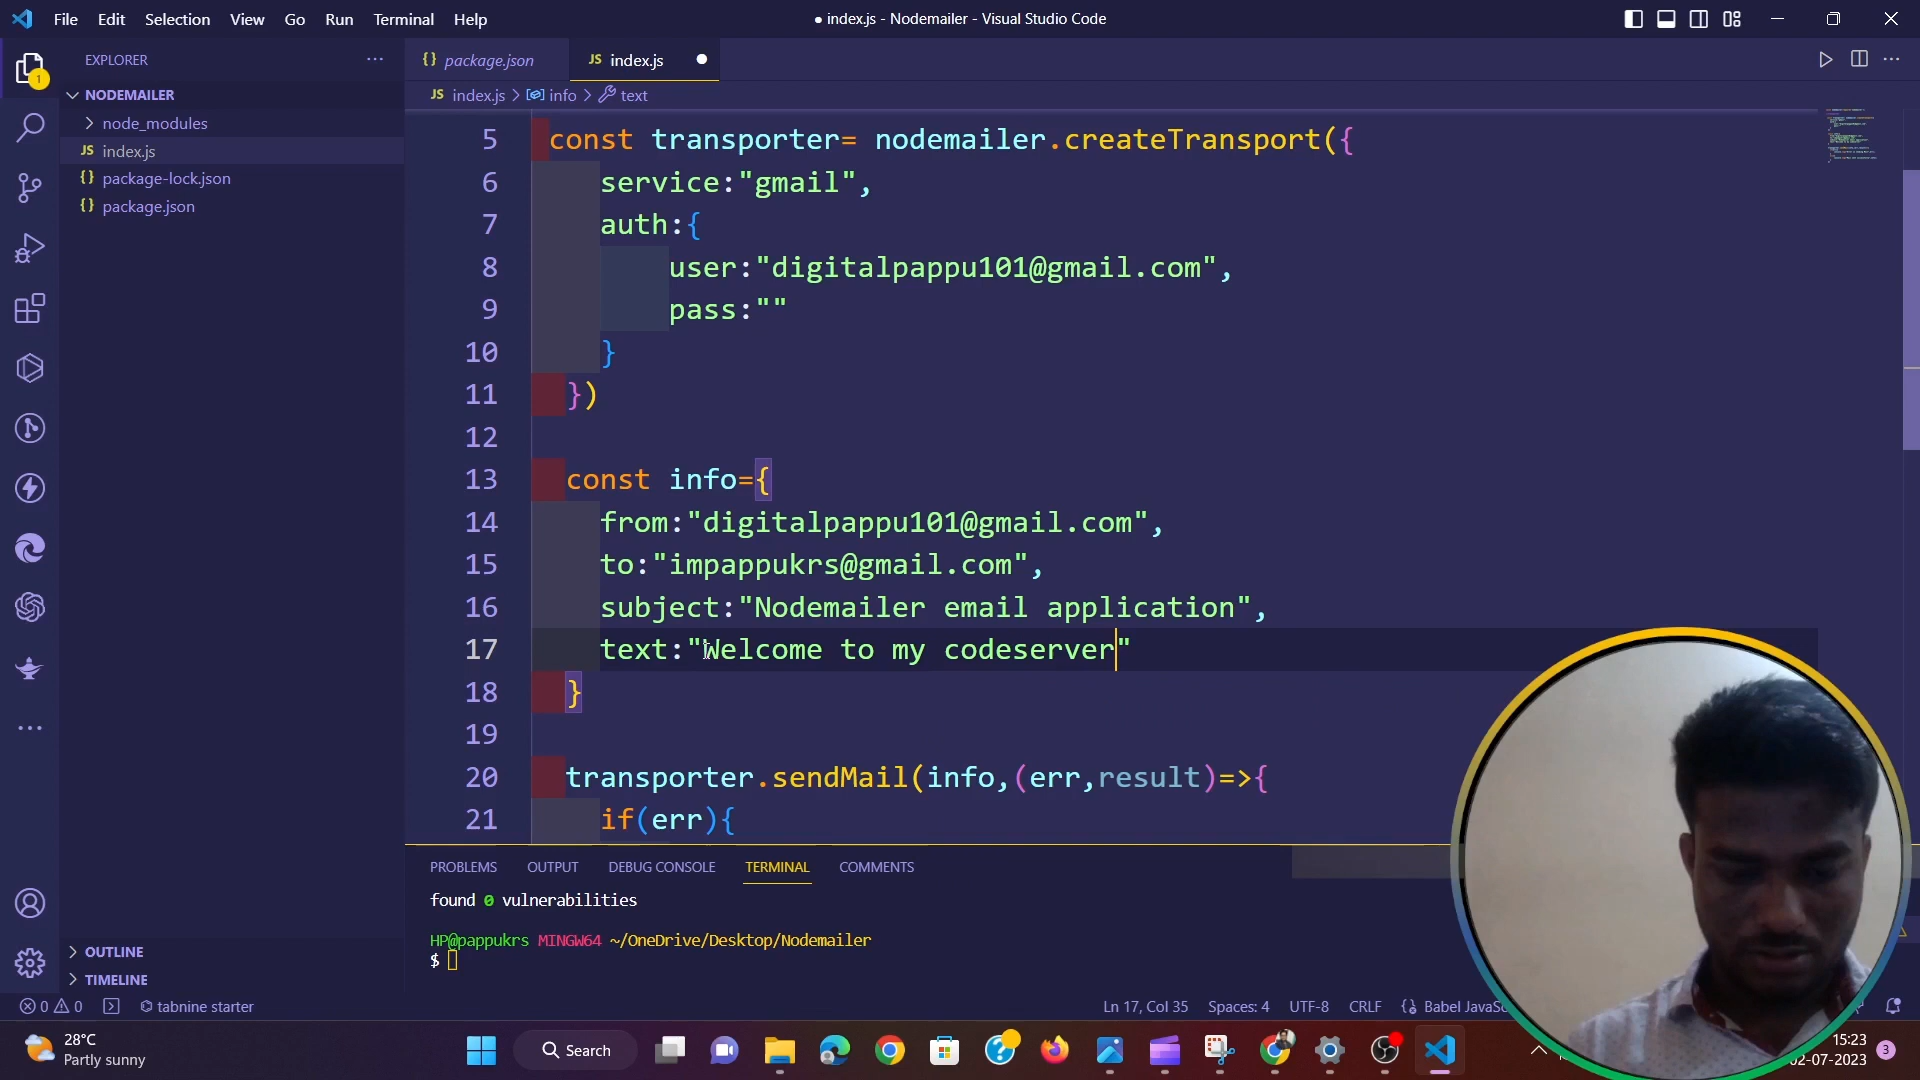 File Edit Selection View Go Run Terminal Help
● index.js - Nodemailer - Visual Studio Code
EXPLORER
1
NODEMAILER
node_modules
JS index.js
{} package-lock.json
{} package.json
OUTLINE
TIMELINE
{} package.json
JS index.js
JS index.js > info > text
5 const transporter= nodemailer.createTransport({
6 service:"gmail",
7 auth:{
8 user:"digitalpappu101@gmail.com",
9 pass:""
10 }
11 })
12
13 const info={
14 from:"digitalpappu101@gmail.com",
15 to:"impappukrs@gmail.com",
16 subject:"Nodemailer email application",
17 text:"Welcome to my codeserver"
18 }
19
20 transporter.sendMail(info,(err,result)=>{
21 if(err){
PROBLEMS OUTPUT DEBUG CONSOLE TERMINAL COMMENTS
found 0 vulnerabilities
HP@pappukrs MINGW64 ~/OneDrive/Desktop/Nodemailer
$
0 0 tabnine starter
Ln 17, Col 35 Spaces: 4 UTF-8 CRLF {} Babel
28°C
Partly sunny
Search
15:23
02-07-2023
3